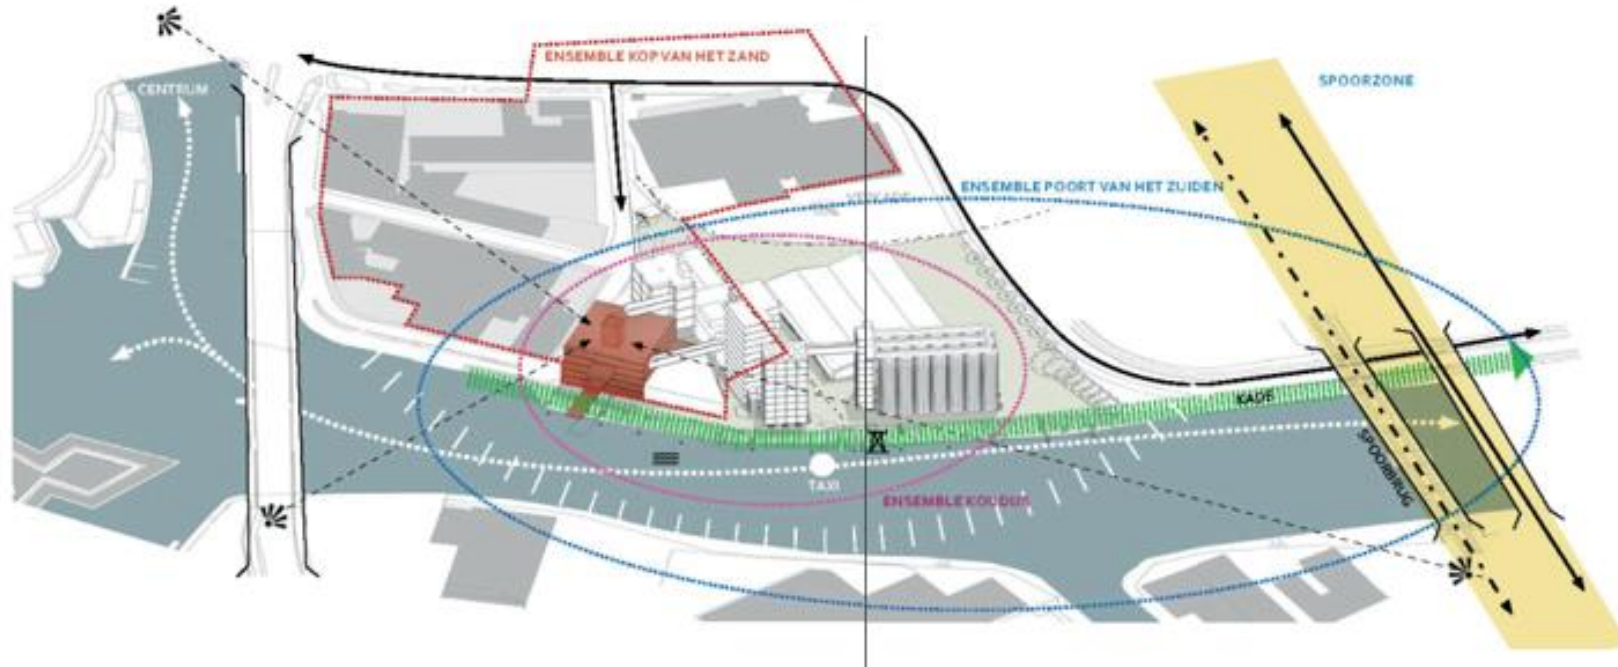 ENSEMBLE KOP VAN HET ZAND
SPOORZONE
CENTRUM
ENSEMBLE POORT VAN HET ZUIDEN
KADE
SPOORBRUG
TAXI
ENSEMBLE KOUDIJS